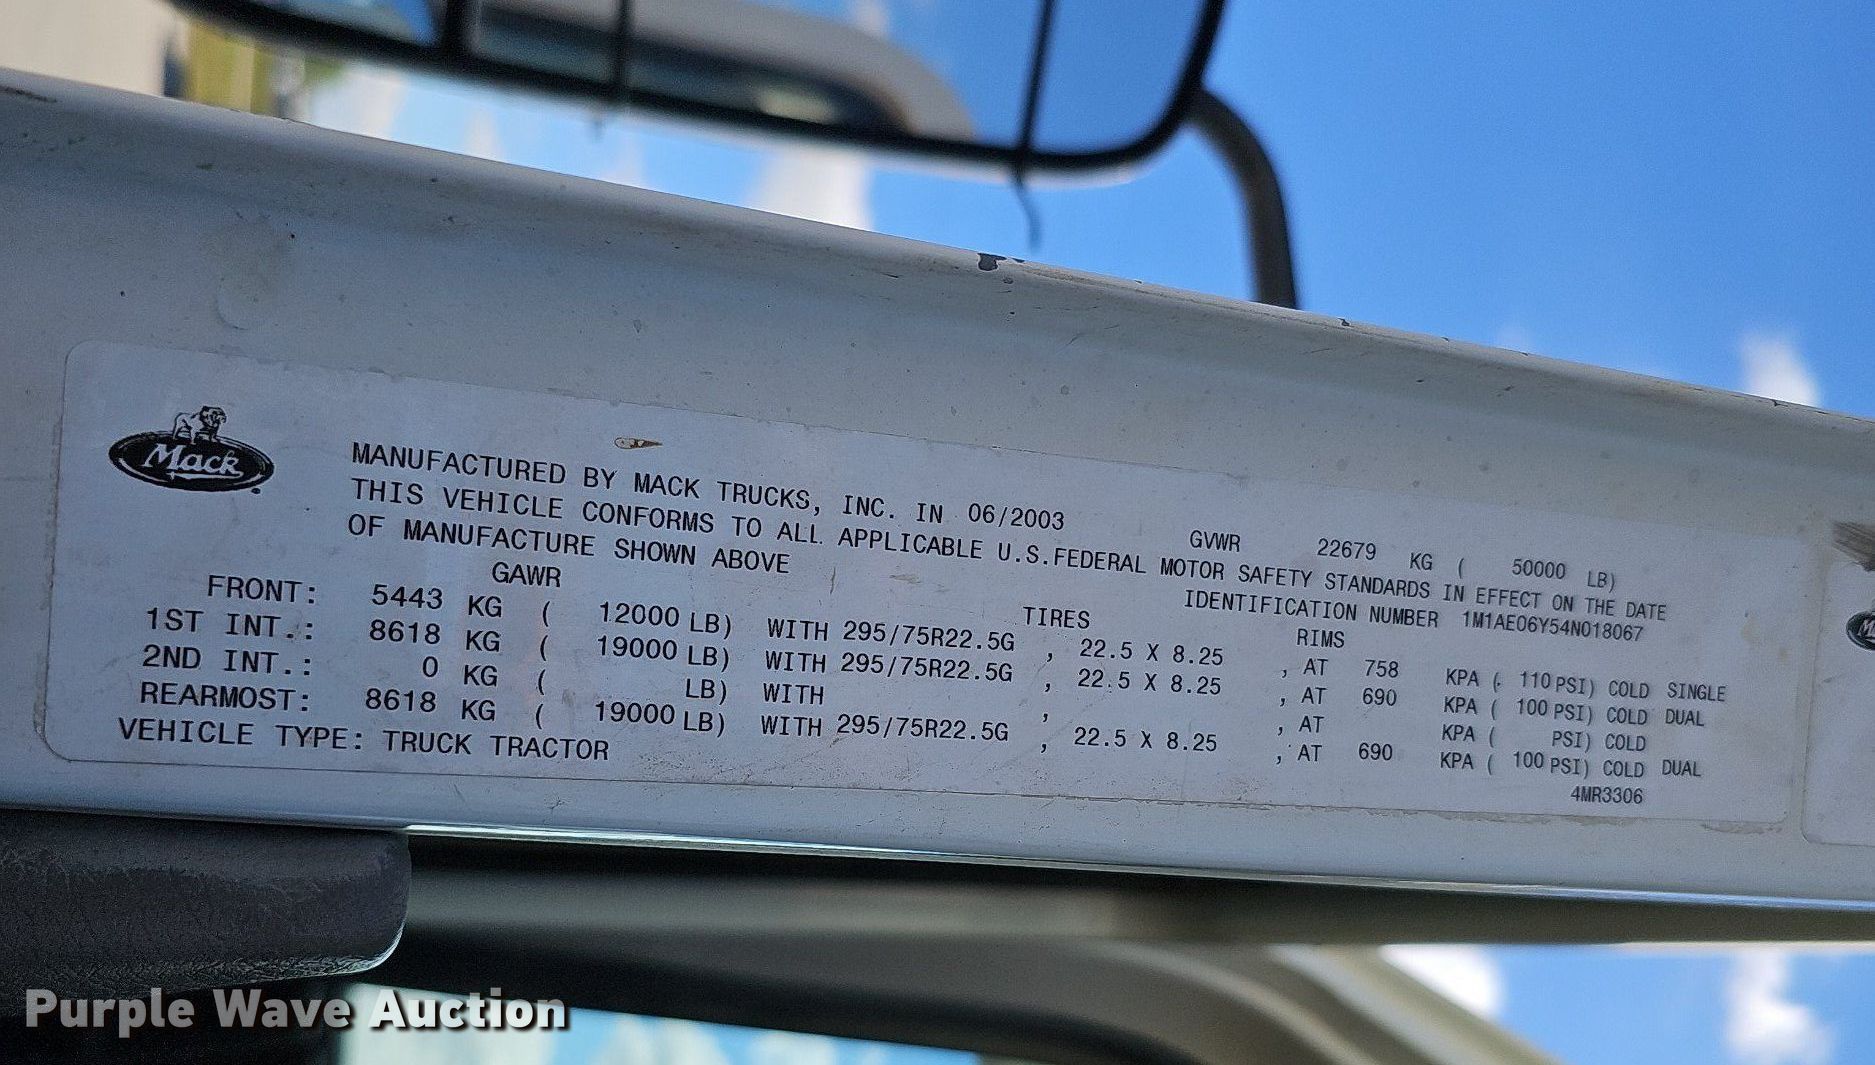 Mack
MANUFACTURED BY MACK TRUCKS, INC. IN 06/2003 GVWR 22679 KG ( 50000 LB)
THIS VEHICLE CONFORMS TO ALL APPLICABLE U.S.FEDERAL MOTOR SAFETY STANDARDS IN EFFECT ON THE DATE
OF MANUFACTURE SHOWN ABOVE IDENTIFICATION NUMBER 1M1AE06Y54N018067
GAWR TIRES RIMS
FRONT: 5443 KG ( 12000 LB) WITH 295/75R22.5G , 22.5 X 8.25 , AT 758 KPA ( 110 PSI) COLD SINGLE
1ST INT.: 8618 KG ( 19000 LB) WITH 295/75R22.5G , 22.5 X 8.25 , AT 690 KPA ( 100 PSI) COLD DUAL
2ND INT.: 0 KG ( LB) WITH , , AT KPA ( PSI) COLD
REARMOST: 8618 KG ( 19000 LB) WITH 295/75R22.5G , 22.5 X 8.25 , AT 690 KPA ( 100 PSI) COLD DUAL
VEHICLE TYPE: TRUCK TRACTOR 4MR3306
Purple Wave Auction